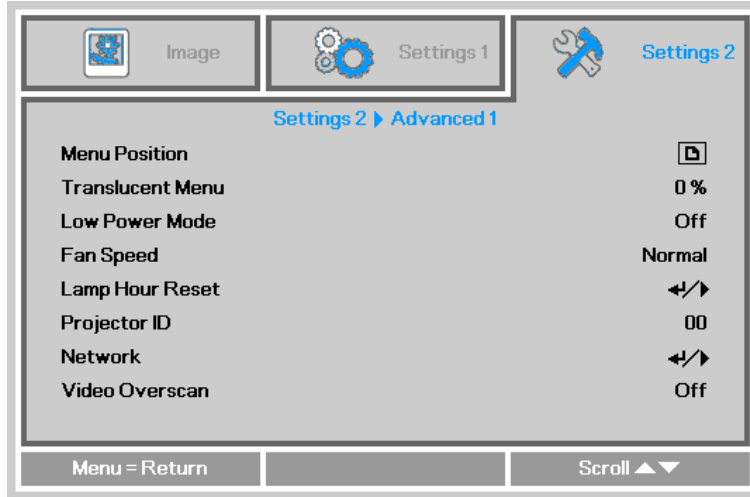 Image
Settings 1
Settings 2
Settings 2 Advanced 1
Menu Position
Translucent Menu 0 %
Low Power Mode Off
Fan Speed Normal
Lamp Hour Reset
Projector ID 00
Network
Video Overscan Off
Menu = Return
Scroll